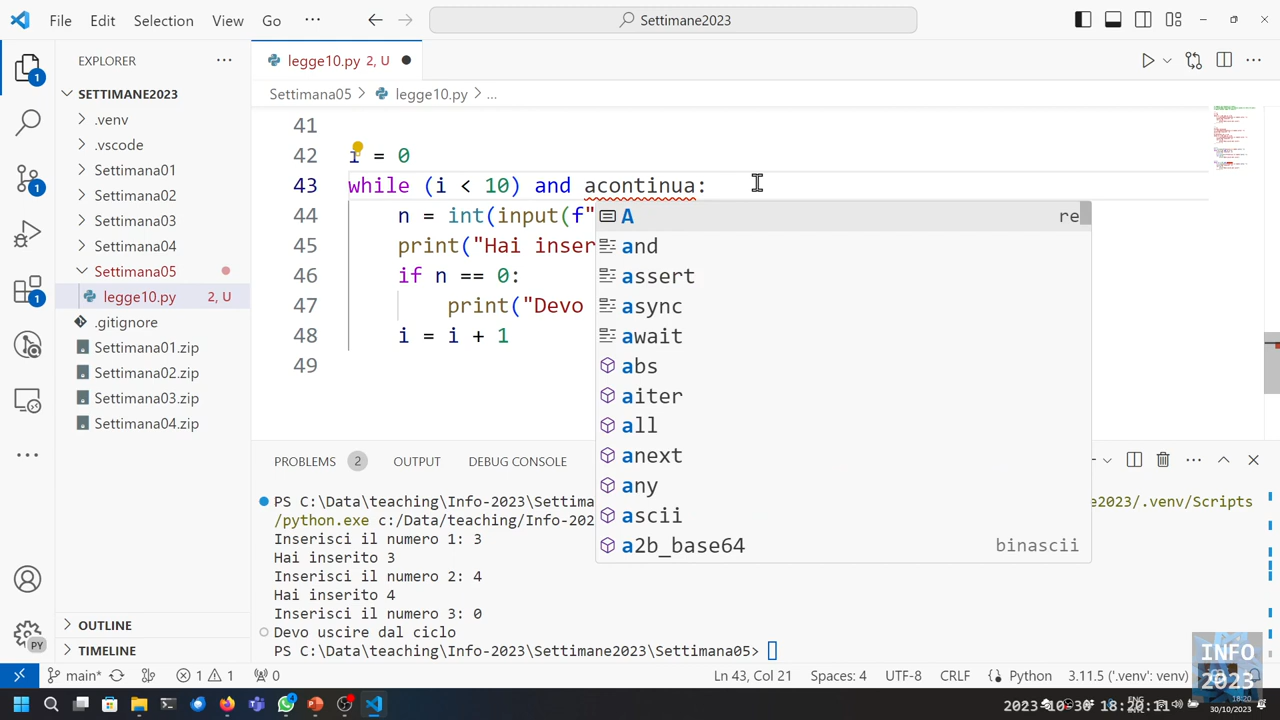 File Edit Selection View Go ··· Settimane2023
EXPLORER ···
legge10.py 2, U
SETTIMANE2023
Settimana05 > legge10.py > ...
.venv
.vscode
Settimana01
Settimana02
Settimana03
Settimana04
Settimana05
legge10.py 2, U
.gitignore
Settimana01.zip
Settimana02.zip
Settimana03.zip
Settimana04.zip
OUTLINE
TIMELINE
41
42 i = 0
43 while (i < 10) and acontinua:
44 n = int(input(f"
45 print("Hai inser
46 if n == 0:
47 print("Devo
48 i = i + 1
49
A re
and
assert
async
await
abs
aiter
all
anext
any
ascii
a2b_base64 binascii
PROBLEMS 2 OUTPUT DEBUG CONSOLE
PS C:\Data\teaching\Info-2023\Settima e2023/.venv/Scripts
/python.exe c:/Data/teaching/Info-202
Inserisci il numero 1: 3
Hai inserito 3
Inserisci il numero 2: 4
Hai inserito 4
Inserisci il numero 3: 0
Devo uscire dal ciclo
PS C:\Data\teaching\Info-2023\Settimane2023\Settimana05>
INFO
2023
main* 1 1 0 Ln 43, Col 21 Spaces: 4 UTF-8 CRLF Python 3.11.5 ('.venv': venv)
ENG
18:20
2023-10-30 18:20
30/10/2023